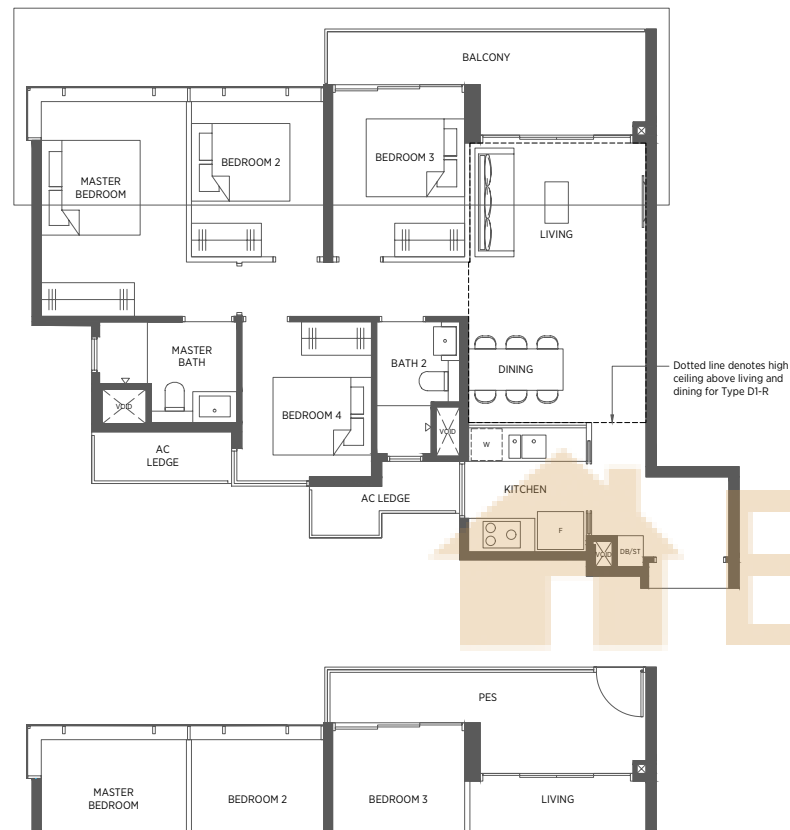 BALCONY
BEDROOM 2
BEDROOM 3
MASTER
BEDROOM
LIVING
MASTER
BATH
BATH 2
DINING
Dotted line denotes high
ceiling above living and
dining for Type D1-R
VOID
BEDROOM 4
VOID
W
AC
LEDGE
AC LEDGE
KITCHEN
F
VOID
DB/ST
E
PES
MASTER
BEDROOM
BEDROOM 2
BEDROOM 3
LIVING